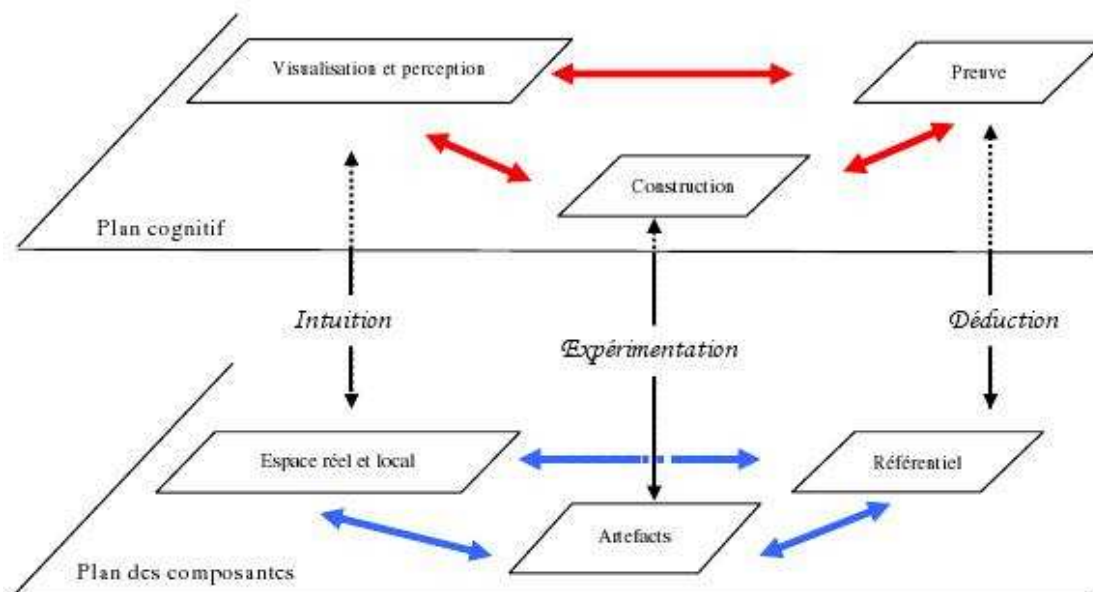 Visualisation et perception
Preuve
Construction
Plan cognitif
Intuition
Expérimentation
Déduction
Espace réel et local
Référentiel
Artefacts
Plan des composantes